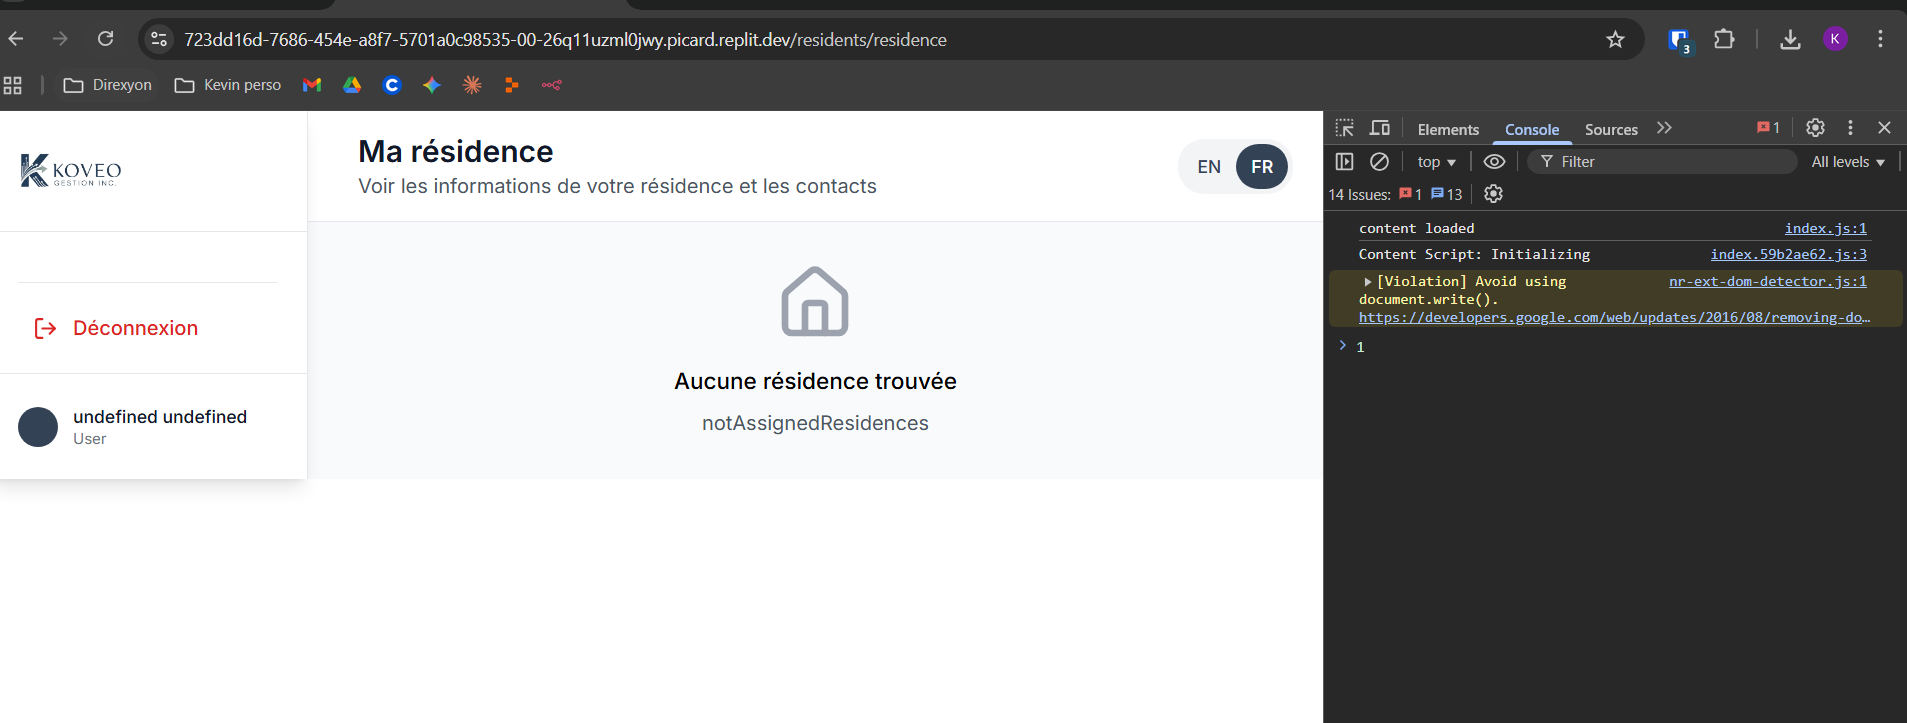 723dd16d-7686-454e-a8f7-5701a0c98535-00-26q11uzml0jwy.picard.replit.dev/residents/residence
3
K
Direxyon
Kevin perso
KOVEO
GESTION INC.
Ma résidence
Voir les informations de votre résidence et les contacts
EN
FR
Déconnexion
undefined undefined
User
Aucune résidence trouvée
notAssignedResidences
Elements
Console
Sources
1
top
Filter
All levels
14 Issues: 1 13
content loaded index.js:1
Content Script: Initializing index.59b2ae62.js:3
[Violation] Avoid using nr-ext-dom-detector.js:1
document.write().
https://developers.google.com/web/updates/2016/08/removing-do…
> 1